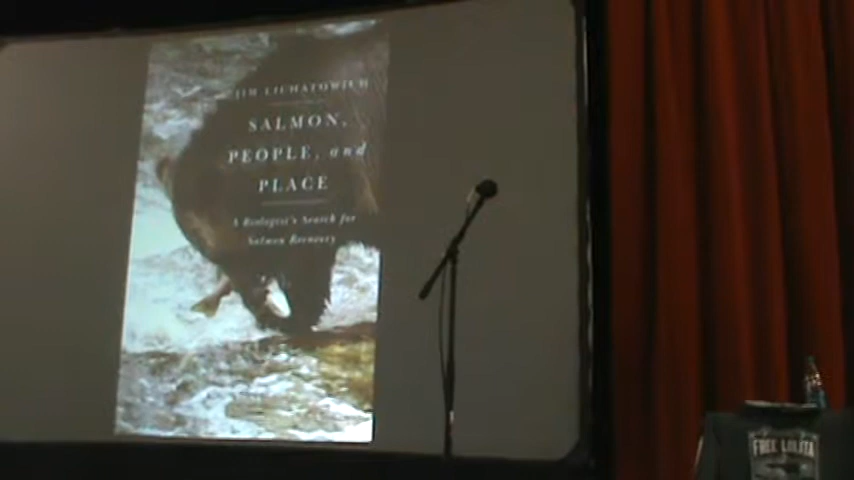 JIM LICHATOWICH
SALMON,
PEOPLE, and
PLACE
A Biologist's Search for
Salmon Recovery
FREE LOLITA